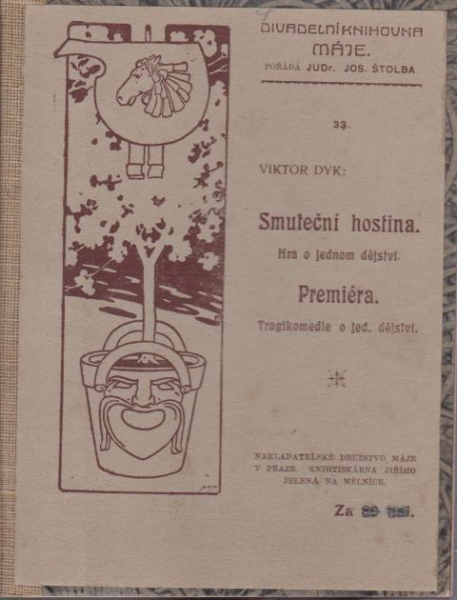 DIVADELNÍ KNIHOVNA
MÁJE.
POŘÁDÁ JUDr. JOS. ŠTOLBA
33.
VIKTOR DYK:
Smuteční hostina.
Hra o jednom dějství.
Premiéra.
Tragikomedie o jed. dějství.
NAKLADATELSKÉ DRUŽSTVO MÁJE
V PRAZE. KNIHTISKÁRNA JIŘÍHO
JELENA NA MĚLNÍCE.
Za